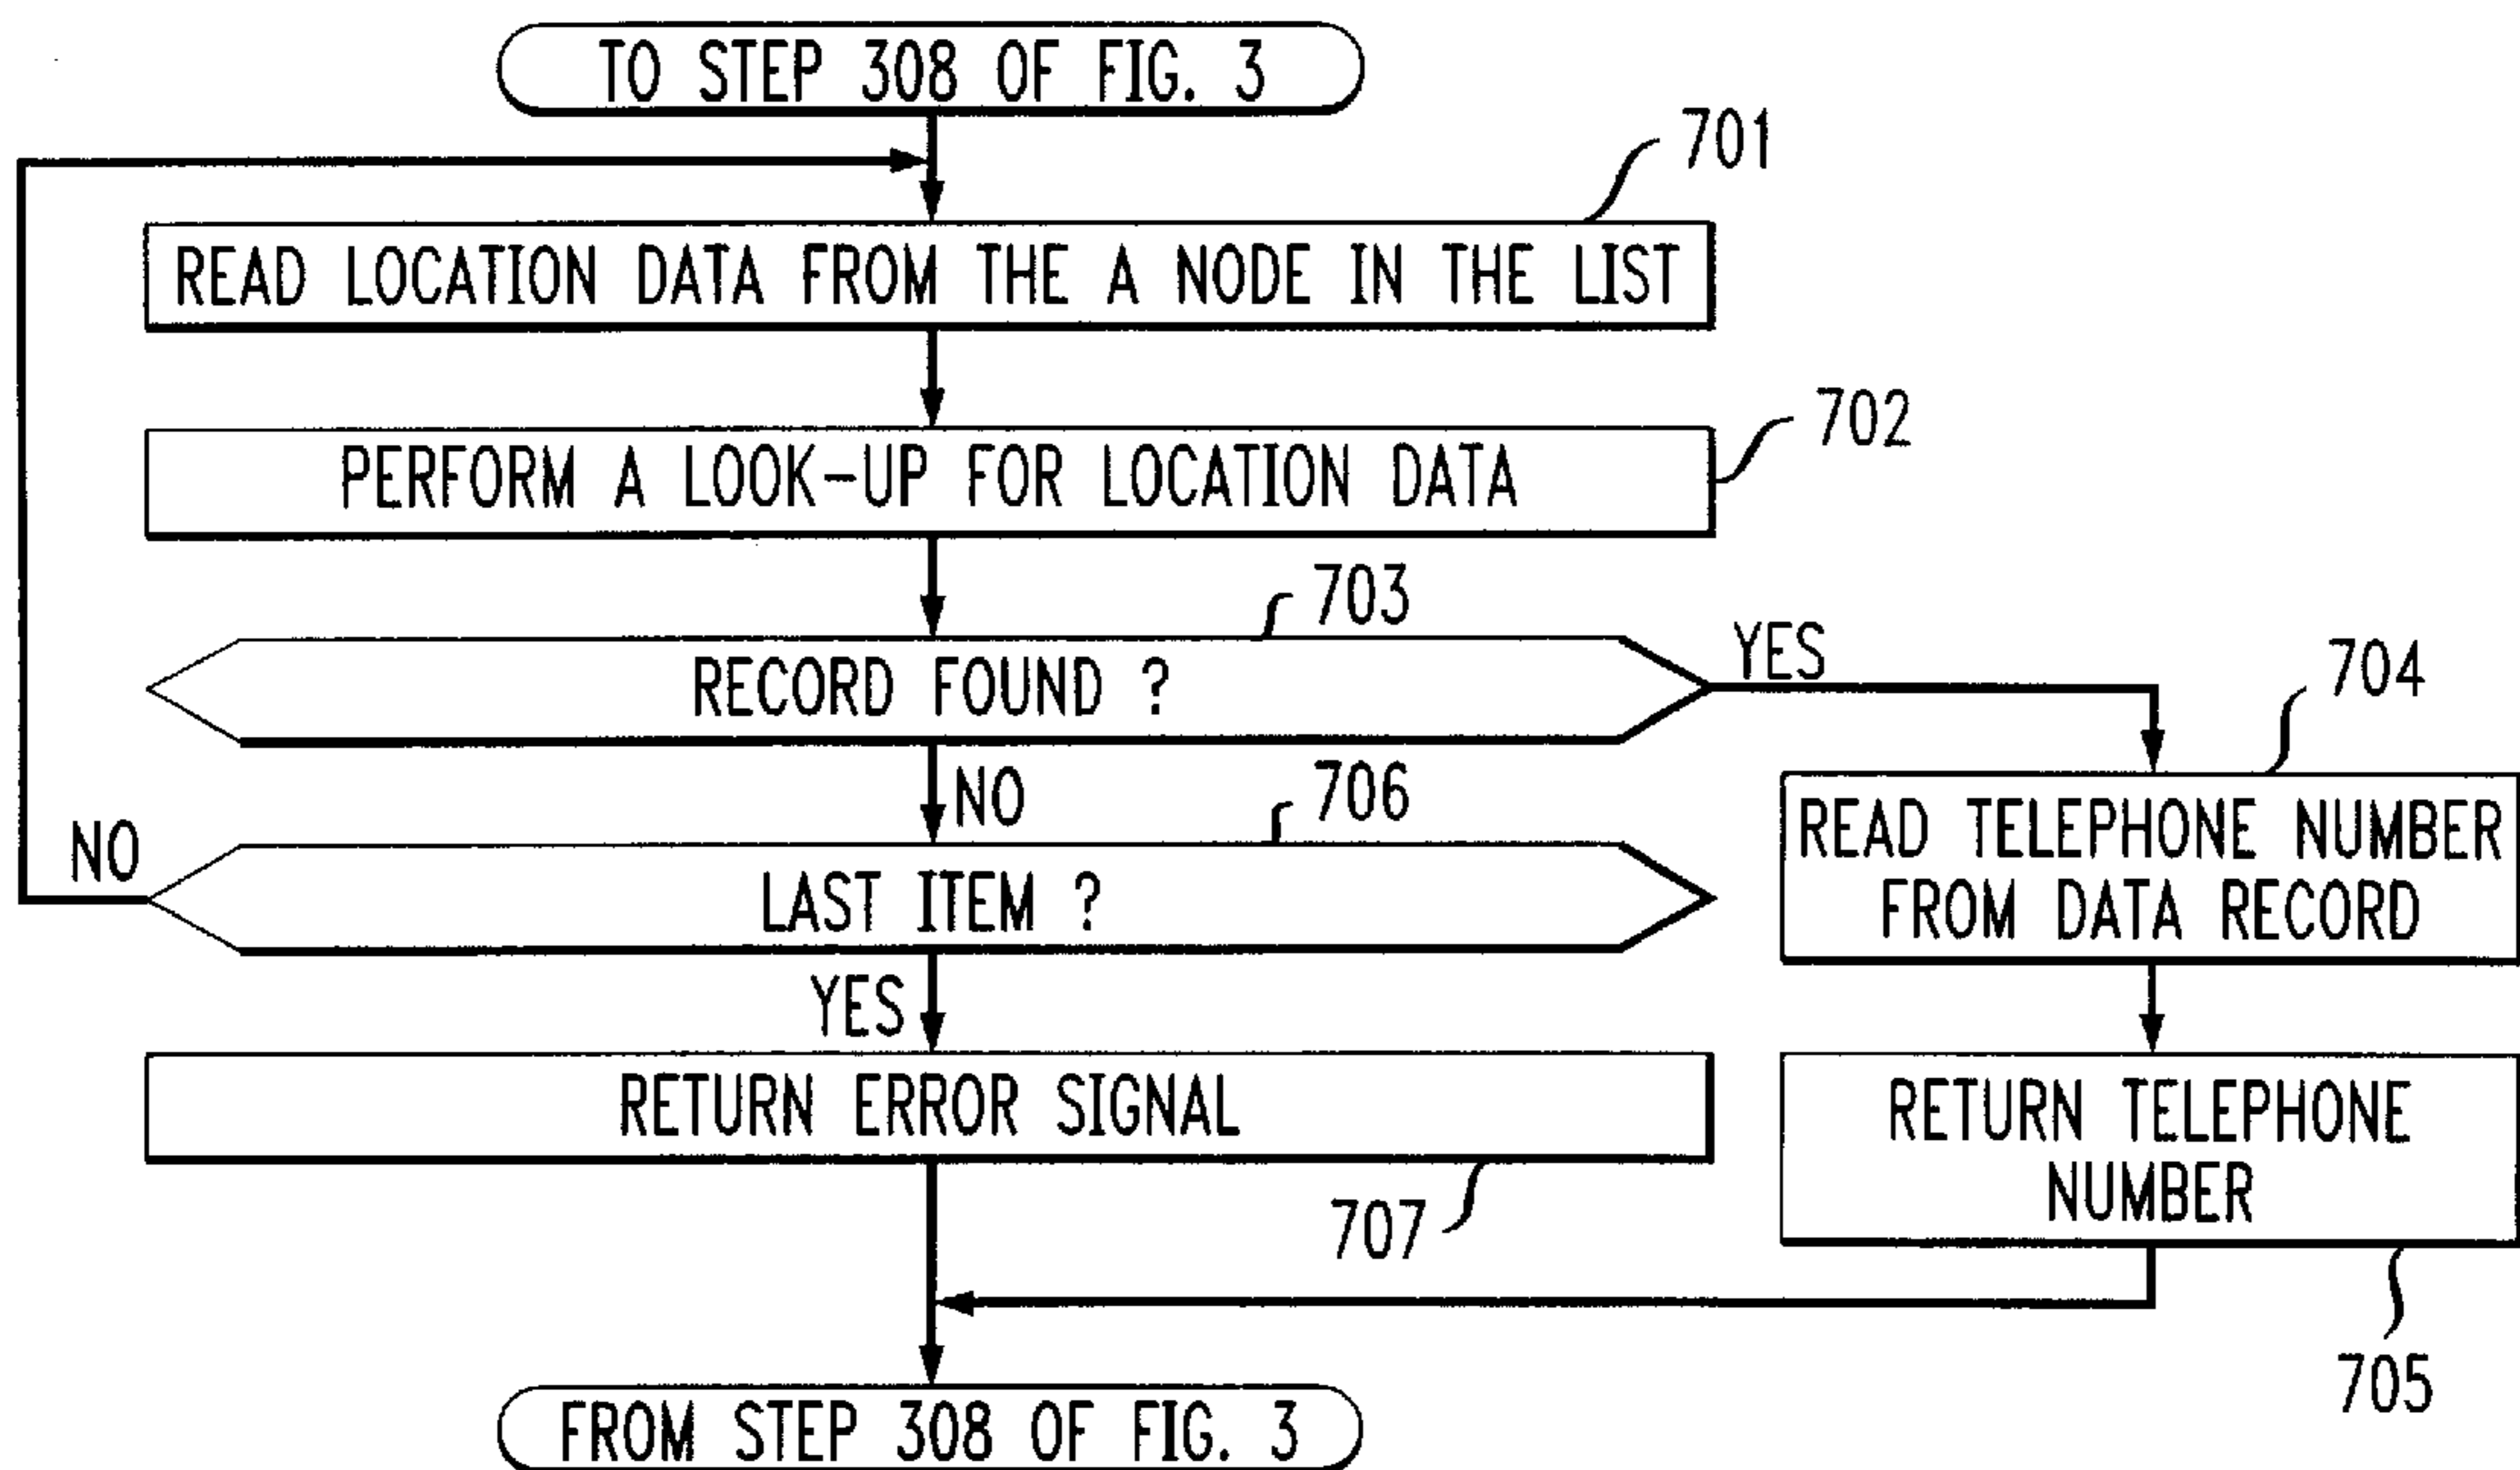 TO STEP 308 OF FIG. 3
701
READ LOCATION DATA FROM THE A NODE IN THE LIST
702
PERFORM A LOOK-UP FOR LOCATION DATA
703
RECORD FOUND ?
YES
704
NO
706
READ TELEPHONE NUMBER
FROM DATA RECORD
NO
LAST ITEM ?
YES
RETURN ERROR SIGNAL
707
RETURN TELEPHONE
NUMBER
705
FROM STEP 308 OF FIG. 3